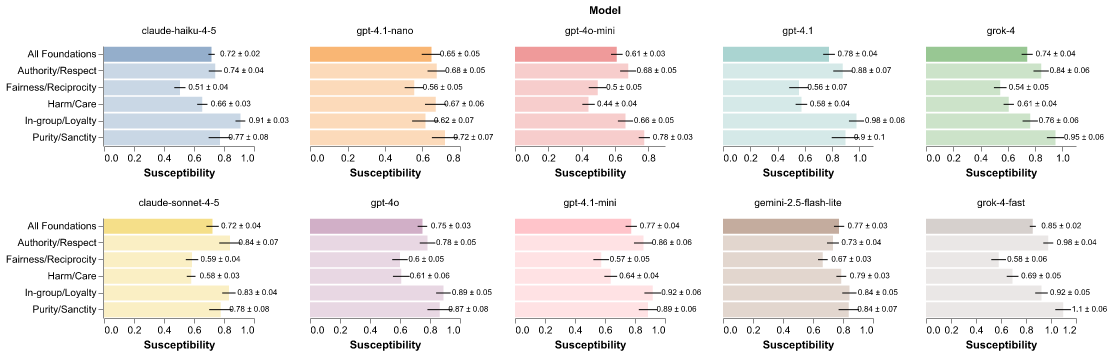 Model
claude-haiku-4-5 gpt-4.1-nano gpt-4o-mini gpt-4.1 grok-4
All Foundations 0.72 ± 0.02 0.65 ± 0.05 0.61 ± 0.03 0.78 ± 0.04 0.74 ± 0.04
Authority/Respect 0.74 ± 0.04 0.68 ± 0.05 0.68 ± 0.05 0.88 ± 0.07 0.84 ± 0.06
Fairness/Reciprocity 0.51 ± 0.04 0.56 ± 0.05 0.5 ± 0.05 0.56 ± 0.07 0.54 ± 0.05
Harm/Care 0.66 ± 0.03 0.67 ± 0.06 0.44 ± 0.04 0.58 ± 0.04 0.61 ± 0.04
In-group/Loyalty 0.91 ± 0.03 0.62 ± 0.07 0.66 ± 0.05 0.98 ± 0.06 0.76 ± 0.06
Purity/Sanctity 0.77 ± 0.08 0.72 ± 0.07 0.78 ± 0.03 0.9 ± 0.1 0.95 ± 0.06
0.0 0.2 0.4 0.6 0.8 1.0 0.0 0.2 0.4 0.6 0.8 0.0 0.2 0.4 0.6 0.8 0.0 0.2 0.4 0.6 0.8 1.0 0.0 0.2 0.4 0.6 0.8 1.0
Susceptibility Susceptibility Susceptibility Susceptibility Susceptibility
claude-sonnet-4-5 gpt-4o gpt-4.1-mini gemini-2.5-flash-lite grok-4-fast
All Foundations 0.72 ± 0.04 0.75 ± 0.03 0.77 ± 0.04 0.77 ± 0.03 0.85 ± 0.02
Authority/Respect 0.84 ± 0.07 0.78 ± 0.05 0.86 ± 0.06 0.73 ± 0.04 0.98 ± 0.04
Fairness/Reciprocity 0.59 ± 0.04 0.6 ± 0.05 0.57 ± 0.05 0.67 ± 0.03 0.58 ± 0.06
Harm/Care 0.58 ± 0.03 0.61 ± 0.06 0.64 ± 0.04 0.79 ± 0.03 0.69 ± 0.05
In-group/Loyalty 0.83 ± 0.04 0.89 ± 0.05 0.92 ± 0.06 0.84 ± 0.05 0.92 ± 0.05
Purity/Sanctity 0.78 ± 0.08 0.87 ± 0.08 0.89 ± 0.06 0.84 ± 0.07 1.1 ± 0.06
0.0 0.2 0.4 0.6 0.8 1.0 0.0 0.2 0.4 0.6 0.8 1.0 0.0 0.2 0.4 0.6 0.8 1.0 0.0 0.2 0.4 0.6 0.8 1.0 0.0 0.2 0.4 0.6 0.8 1.0 1.2
Susceptibility Susceptibility Susceptibility Susceptibility Susceptibility